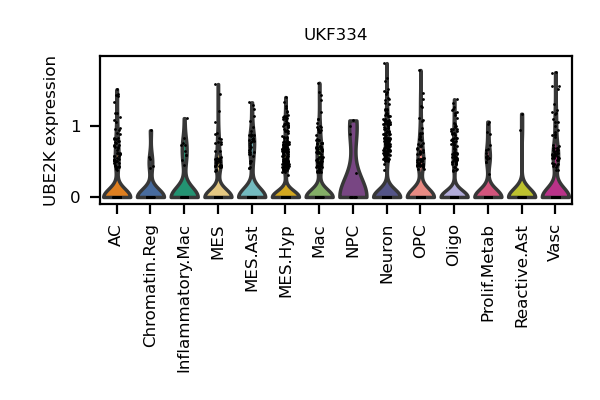 UKF334
UBE2K expression
1
0
AC
Chromatin.Reg
Inflammatory.Mac
MES
MES.Ast
MES.Hyp
Mac
NPC
Neuron
OPC
Oligo
Prolif.Metab
Reactive.Ast
Vasc